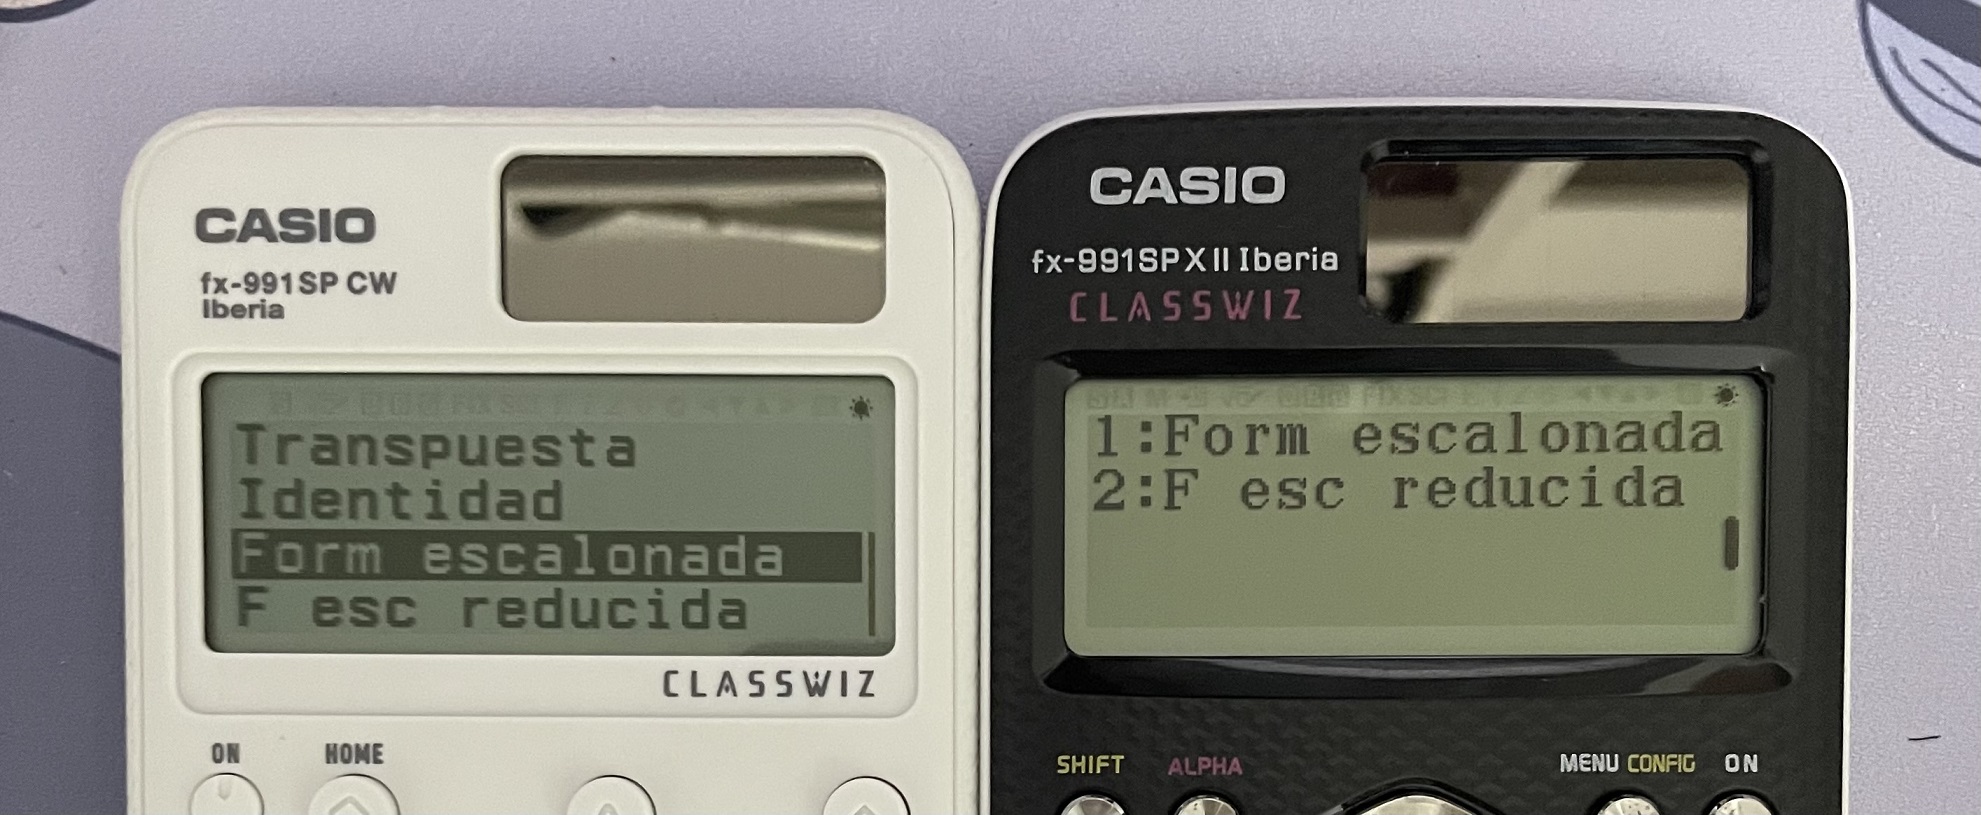 CASIO
fx-991SP CW
Iberia
Transpuesta
Identidad
Form escalonada
F esc reducida
CLASSWIZ
ON
HOME
CASIO
fx-991SPX II Iberia
CLASSWIZ
1:Form escalonada
2:F esc reducida
SHIFT
ALPHA
MENU CONFIG
ON